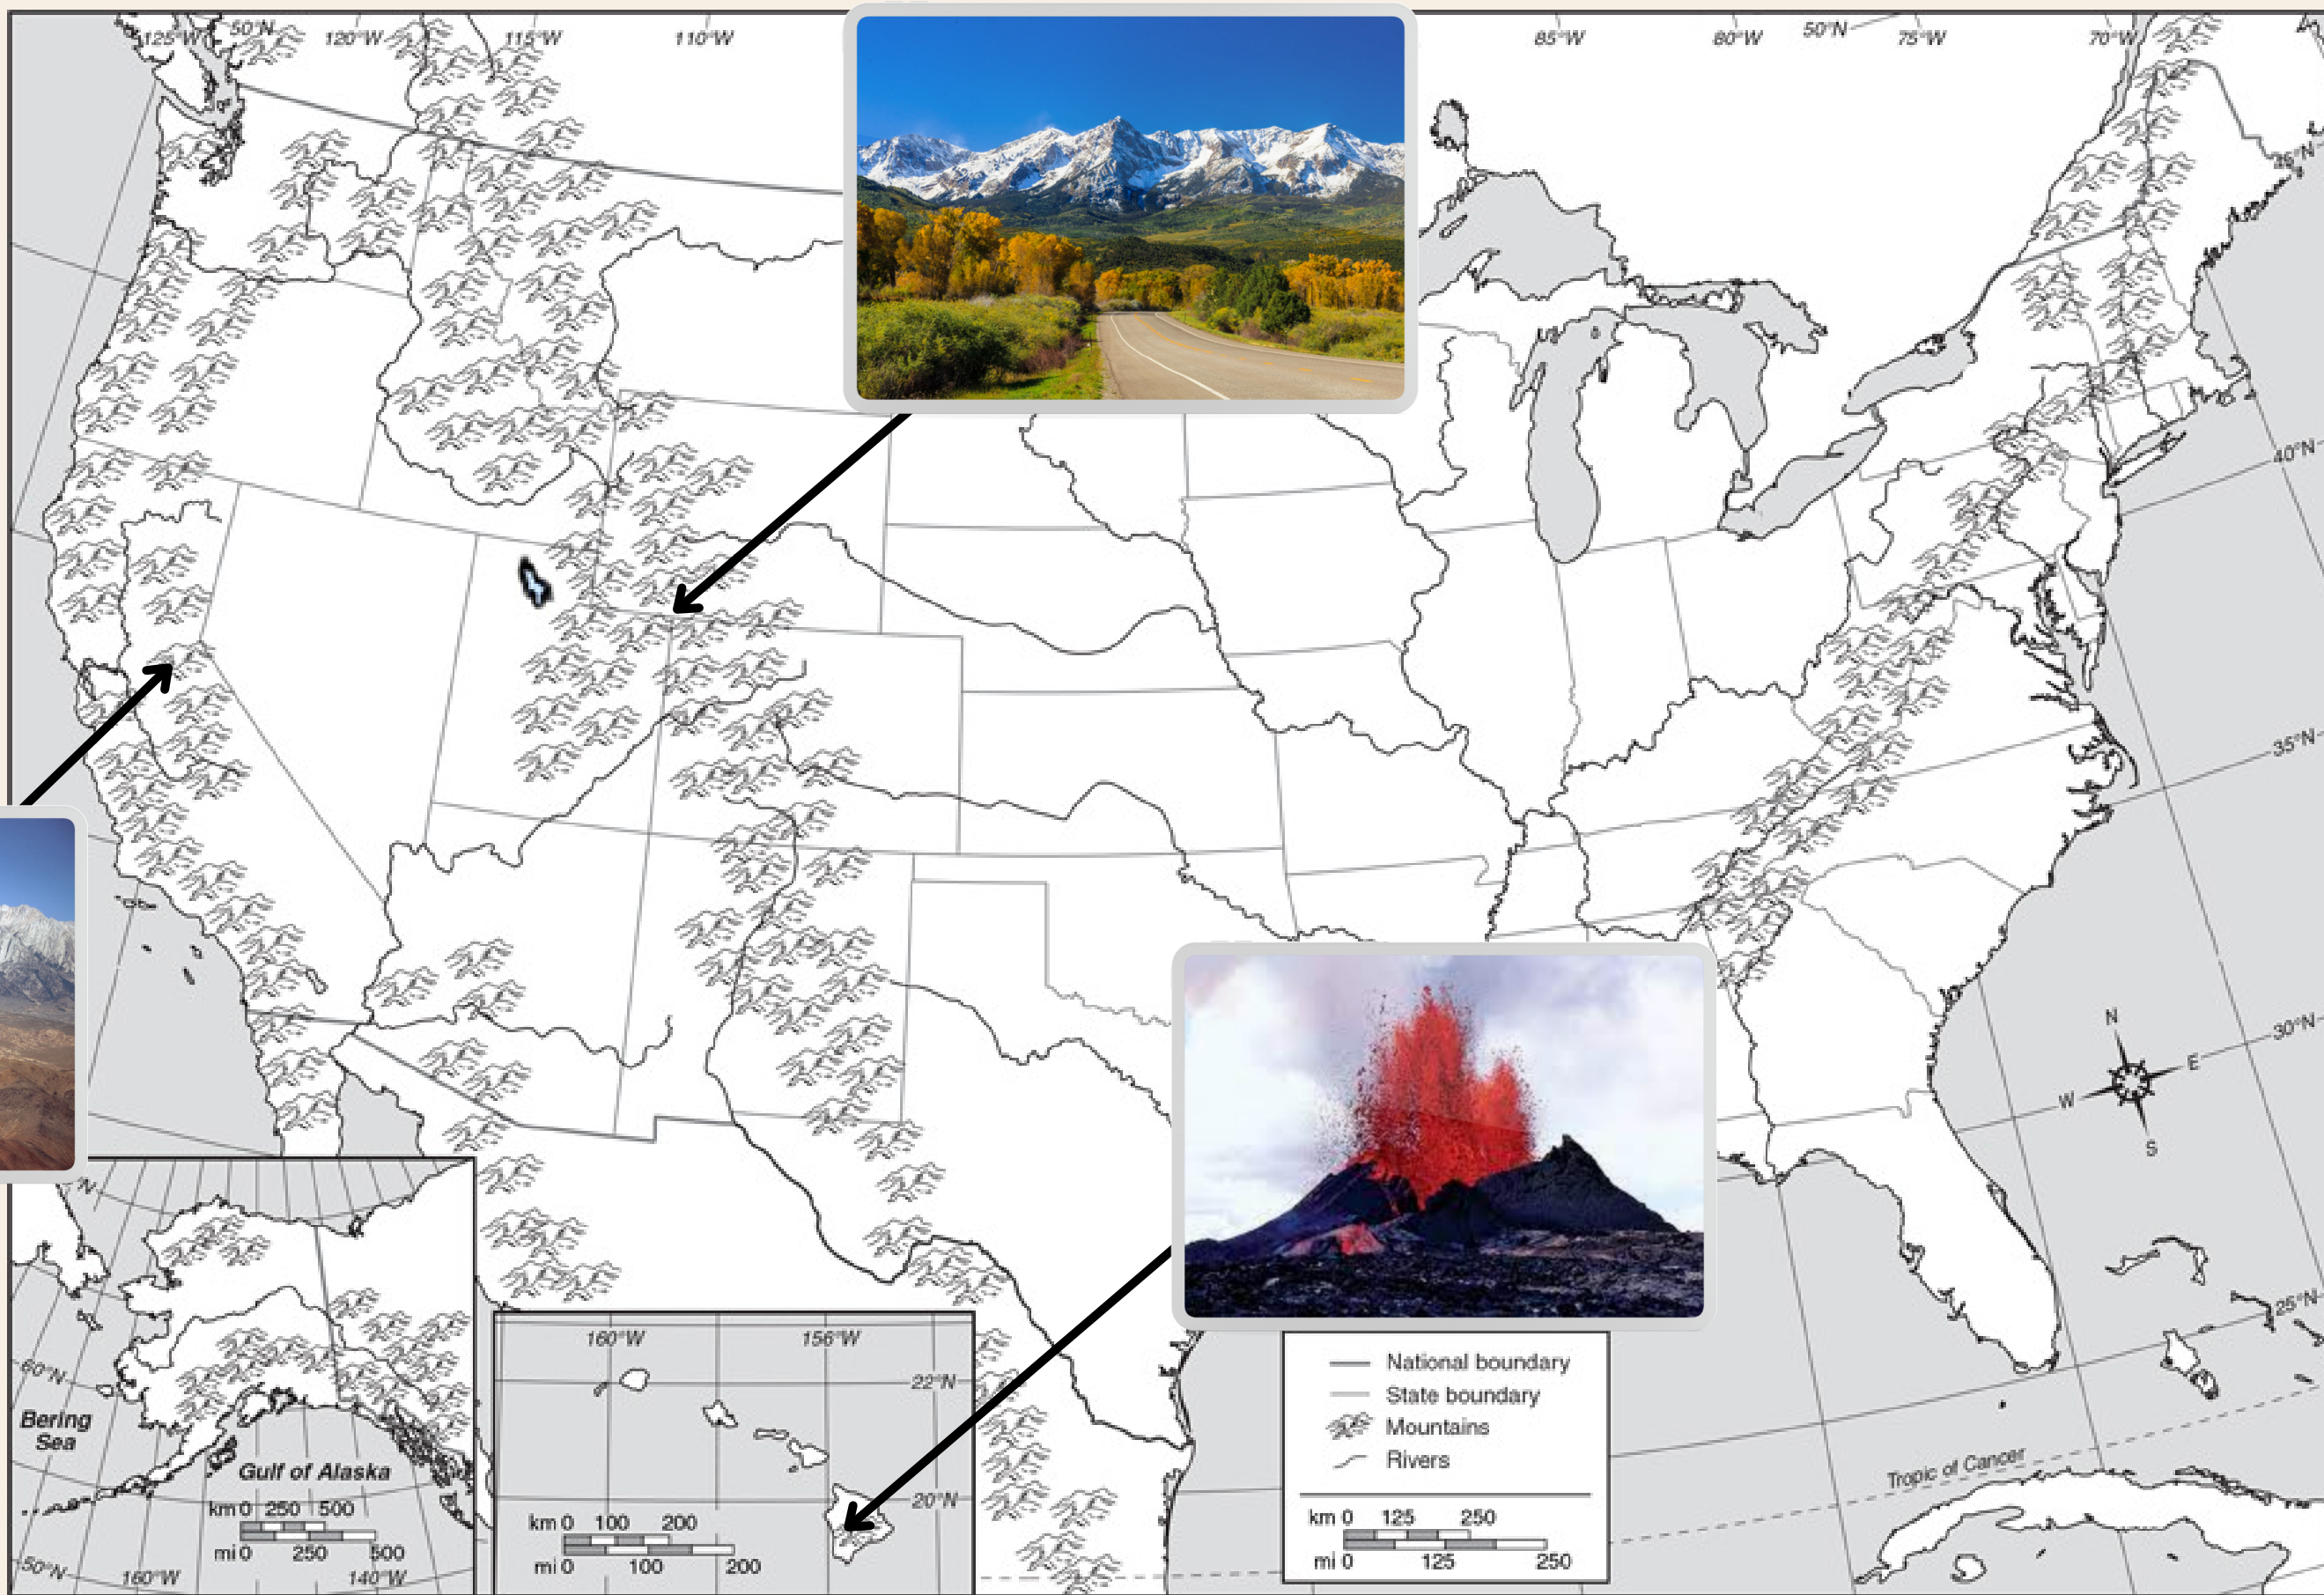 125°W
50°N
120°W
115°W
110°W
85°W
80°W
50°N
75°W
70°W
45°N
40°N
35°N
30°N
25°N
N
W
E
S
°N
60°N
Bering
Sea
Gulf of Alaska
km 0 250 500
mi 0 250 500
50°N
160°W
140°W
160°W
156°W
22°N
20°N
km 0 100 200
mi 0 100 200
National boundary
State boundary
Mountains
Rivers
km 0 125 250
mi 0 125 250
Tropic of Cancer